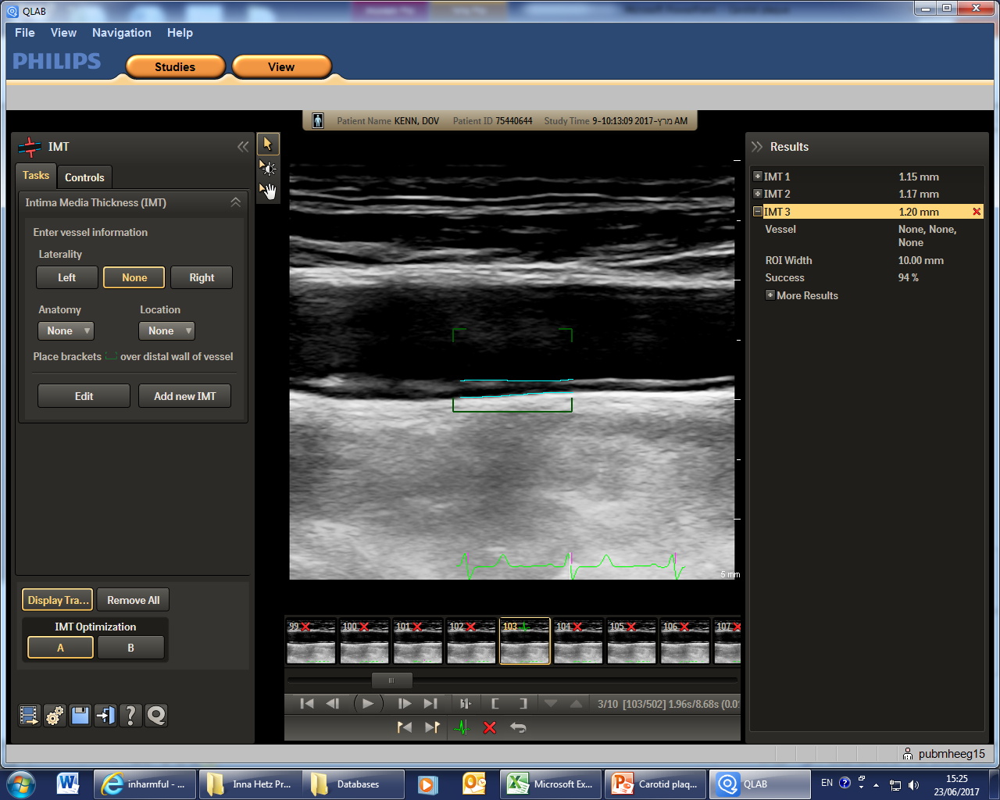 QLAB
File View Navigation Help
PHILIPS
Studies View
Patient Name KENN, DOV Patient ID 75440644 Study Time 9-מרץ-2017 10:13:09 AM
IMT
Tasks Controls
Intima Media Thickness (IMT)
Enter vessel information
Laterality
Left None Right
Anatomy Location
None None
Place brackets over distal wall of vessel
Edit Add new IMT
Display Tra...
Remove All
IMT Optimization
A B
5 mm
99 100 101 102 103 104 105 106 107
3/10 [103/502] 1.96s/8.68s (0.0
Results
IMT 1 1.15 mm
IMT 2 1.17 mm
IMT 3 1.20 mm
Vessel None, None,
None
ROI Width 10.00 mm
Success 94 %
More Results
pubmheeg15
inharmful - ...
Inna Hetz Pr...
Databases
Microsoft Ex...
Carotid plaq...
QLAB
EN
15:25
23/06/2017